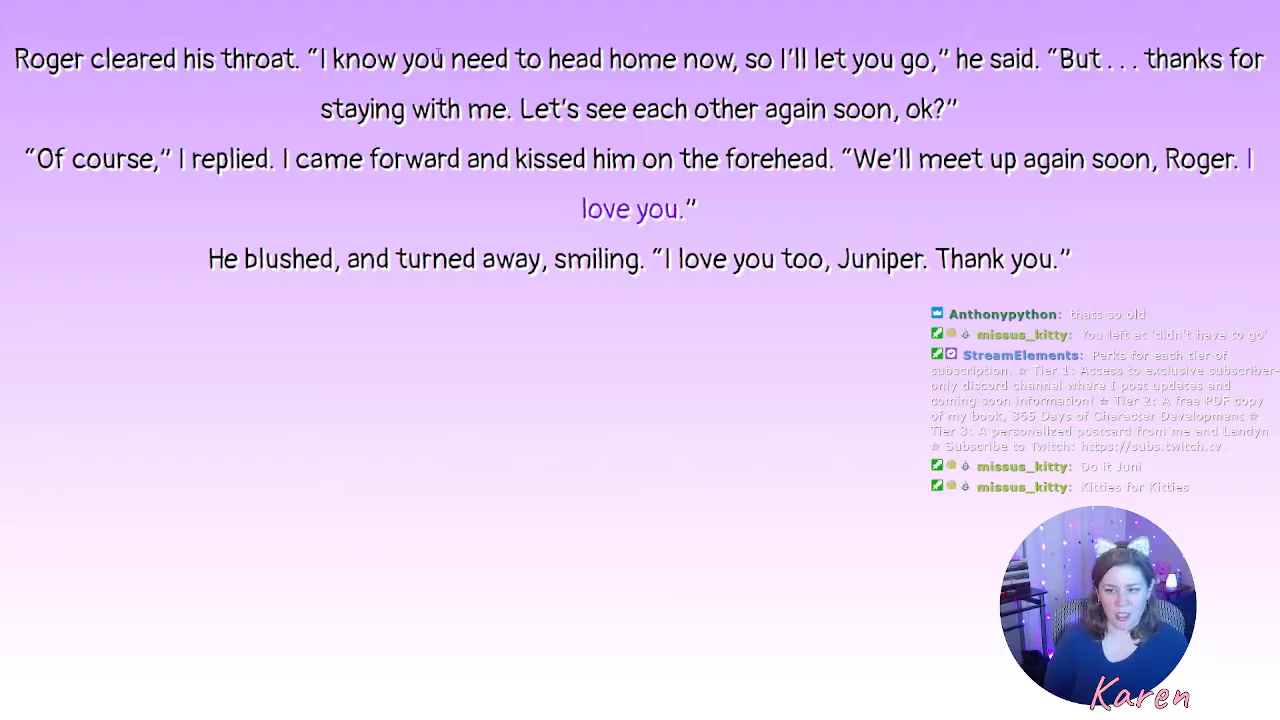 Roger cleared his throat. “I know you need to head home now, so I’ll let you go,” he said. “But . . . thanks for
staying with me. Let’s see each other again soon, ok?”
“Of course,” I replied. I came forward and kissed him on the forehead. “We’ll meet up again soon, Roger. I
love you.”
He blushed, and turned away, smiling. “I love you too, Juniper. Thank you.”
Anthonypython: thats so old
missus_kitty: You left at 'didn't have to go'
StreamElements: Perks for each tier of
subscription. ☆ Tier 1: Access to exclusive subscriber-
only discord channel where I post updates and
coming soon information! ☆ Tier 2: A free PDF copy
of my book, 365 Days of Character Development ☆
Tier 3: A personalized postcard from me and Landyn
☆ Subscribe to Twitch: https://subs.twitch.tv
missus_kitty: Do it Juni
missus_kitty: Kitties for Kitties
Karen